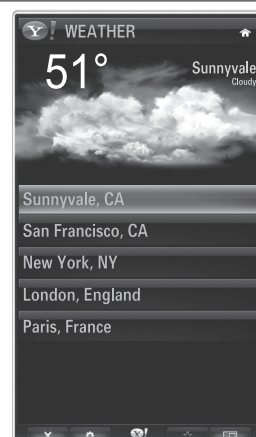 Y! WEATHER
51°
Sunnyvale
Cloudy
Sunnyvale, CA
San Francisco, CA
New York, NY
London, England
Paris, France
Y!